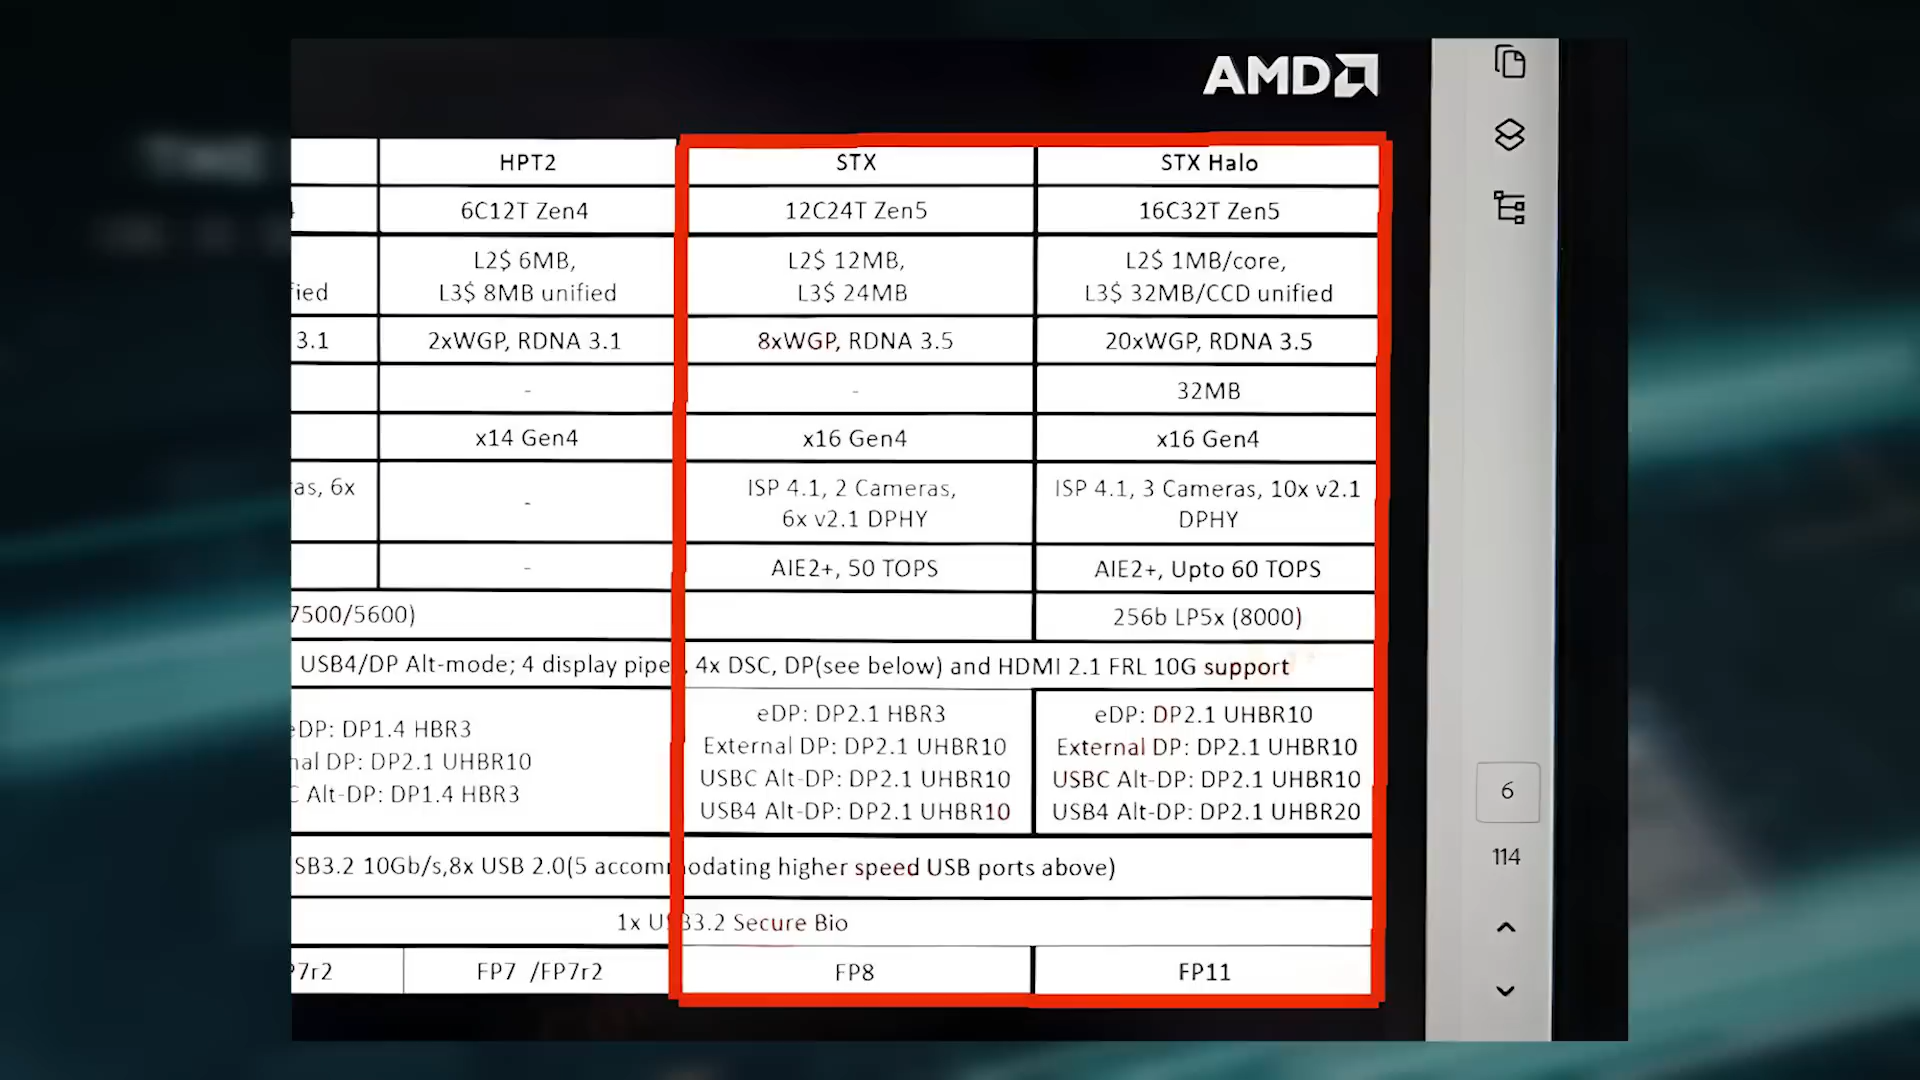 THE
AMD
HPT2
STX
STX Halo
6C12T Zen4
12C24T Zen5
16C32T Zen5
L2$ 6MB,
L3$ 8MB unified
L2$ 12MB,
L3$ 24MB
L2$ 1MB/core,
L3$ 32MB/CCD unified
fied
3.1
2xWGP, RDNA 3.1
8xWGP, RDNA 3.5
20xWGP, RDNA 3.5
-
-
32MB
x14 Gen4
x16 Gen4
x16 Gen4
as, 6x
-
ISP 4.1, 2 Cameras,
6x v2.1 DPHY
ISP 4.1, 3 Cameras, 10x v2.1
DPHY
-
AIE2+, 50 TOPS
AIE2+, Upto 60 TOPS
7500/5600)
256b LP5x (8000)
USB4/DP Alt-mode; 4 display pipe, 4x DSC, DP(see below) and HDMI 2.1 FRL 10G support
eDP: DP1.4 HBR3
nal DP: DP2.1 UHBR10
C Alt-DP: DP1.4 HBR3
eDP: DP2.1 HBR3
External DP: DP2.1 UHBR10
USBC Alt-DP: DP2.1 UHBR10
USB4 Alt-DP: DP2.1 UHBR10
eDP: DP2.1 UHBR10
External DP: DP2.1 UHBR10
USBC Alt-DP: DP2.1 UHBR10
USB4 Alt-DP: DP2.1 UHBR20
SB3.2 10Gb/s,8x USB 2.0(5 accommodating higher speed USB ports above)
1x USB3.2 Secure Bio
P7r2
FP7 /FP7r2
FP8
FP11
6
114